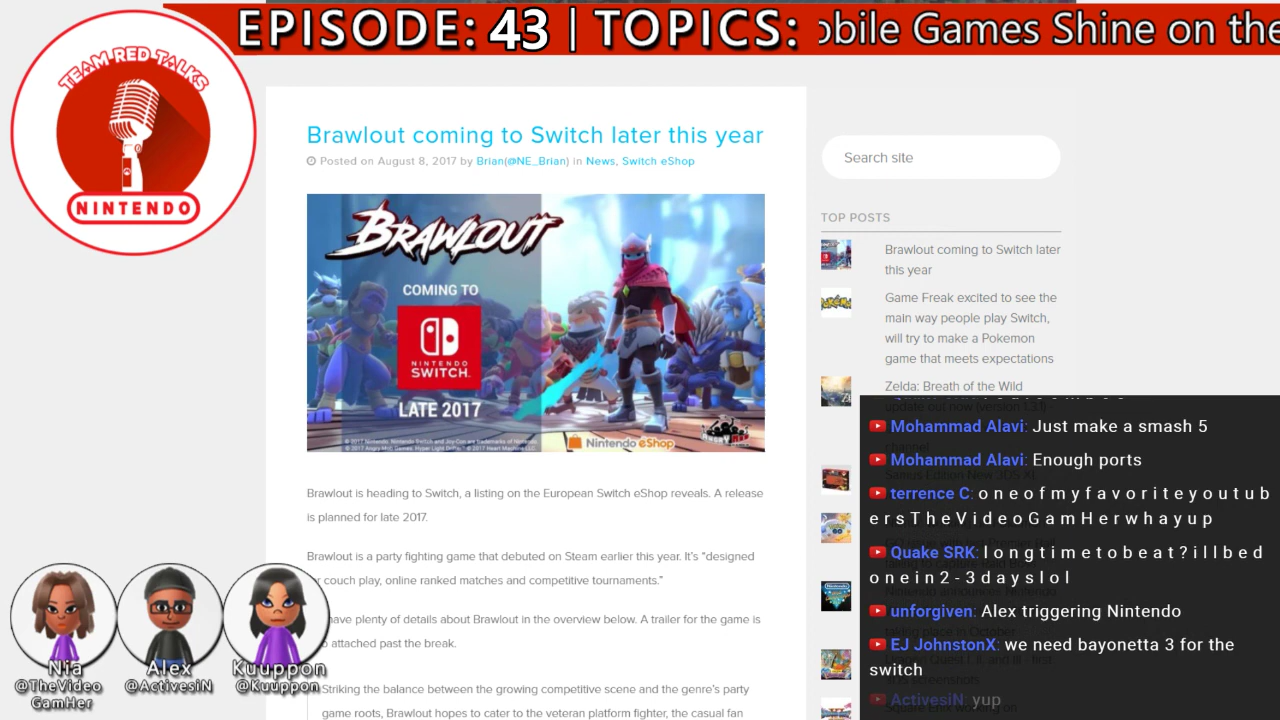 EPISODE: 43 | TOPICS: obile Games Shine on the
TEAM RED TALKS
NINTENDO
Brawlout coming to Switch later this year
Posted on August 8, 2017 by Brian(@NE_Brian) in News, Switch eShop
BRAWLOUT
COMING TO
NINTENDO
SWITCH
LATE 2017
Nintendo eShop
Brawlout is heading to Switch, a listing on the European Switch eShop reveals. A release
is planned for late 2017.
Brawlout is a party fighting game that debuted on Steam earlier this year. It's "designed
couch play, online ranked matches and competitive tournaments."
have plenty of details about Brawlout in the overview below. A trailer for the game is
attached past the break.
Striking the balance between the growing competitive scene and the genre's party
game roots, Brawlout hopes to cater to the veteran platform fighter, the casual fan
Search site
TOP POSTS
Brawlout coming to Switch later
this year
Game Freak excited to see the
main way people play Switch,
will try to make a Pokemon
game that meets expectations
Zelda: Breath of the Wild
Mohammad Alavi: Just make a smash 5
Mohammad Alavi: Enough ports
terrence C: o n e o f m y f a v o r i t e y o u t u b
e r s T h e V i d e o G a m H e r w h a y u p
Quake SRK: l o n g t i m e t o b e a t ? i l l b e d
o n e i n 2 - 3 d a y s l o l
unforgiven: Alex triggering Nintendo
EJ JohnstonX: we need bayonetta 3 for the
switch
ActivesiN: yup
Nia
@TheVideo
GamHer
Alex
@ActivesiN
Kuuppon
@Kuuppon